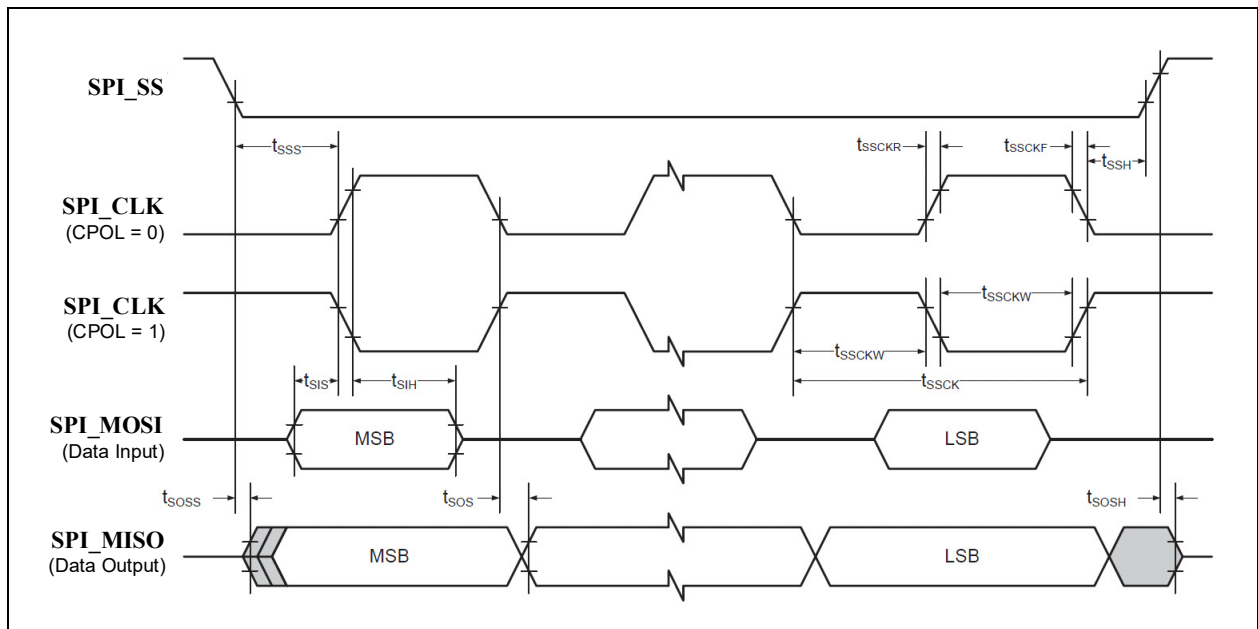 SPI_SS
tSSS
tSSCKR
tSSCKF
tSSH
SPI_CLK
(CPOL = 0)
SPI_CLK
(CPOL = 1)
tSSCKW
tSSCKW
tSSCK
tSIS
tSIH
SPI_MOSI
(Data Input)
MSB
LSB
tSOSS
tSOS
tSOSH
SPI_MISO
(Data Output)
MSB
LSB